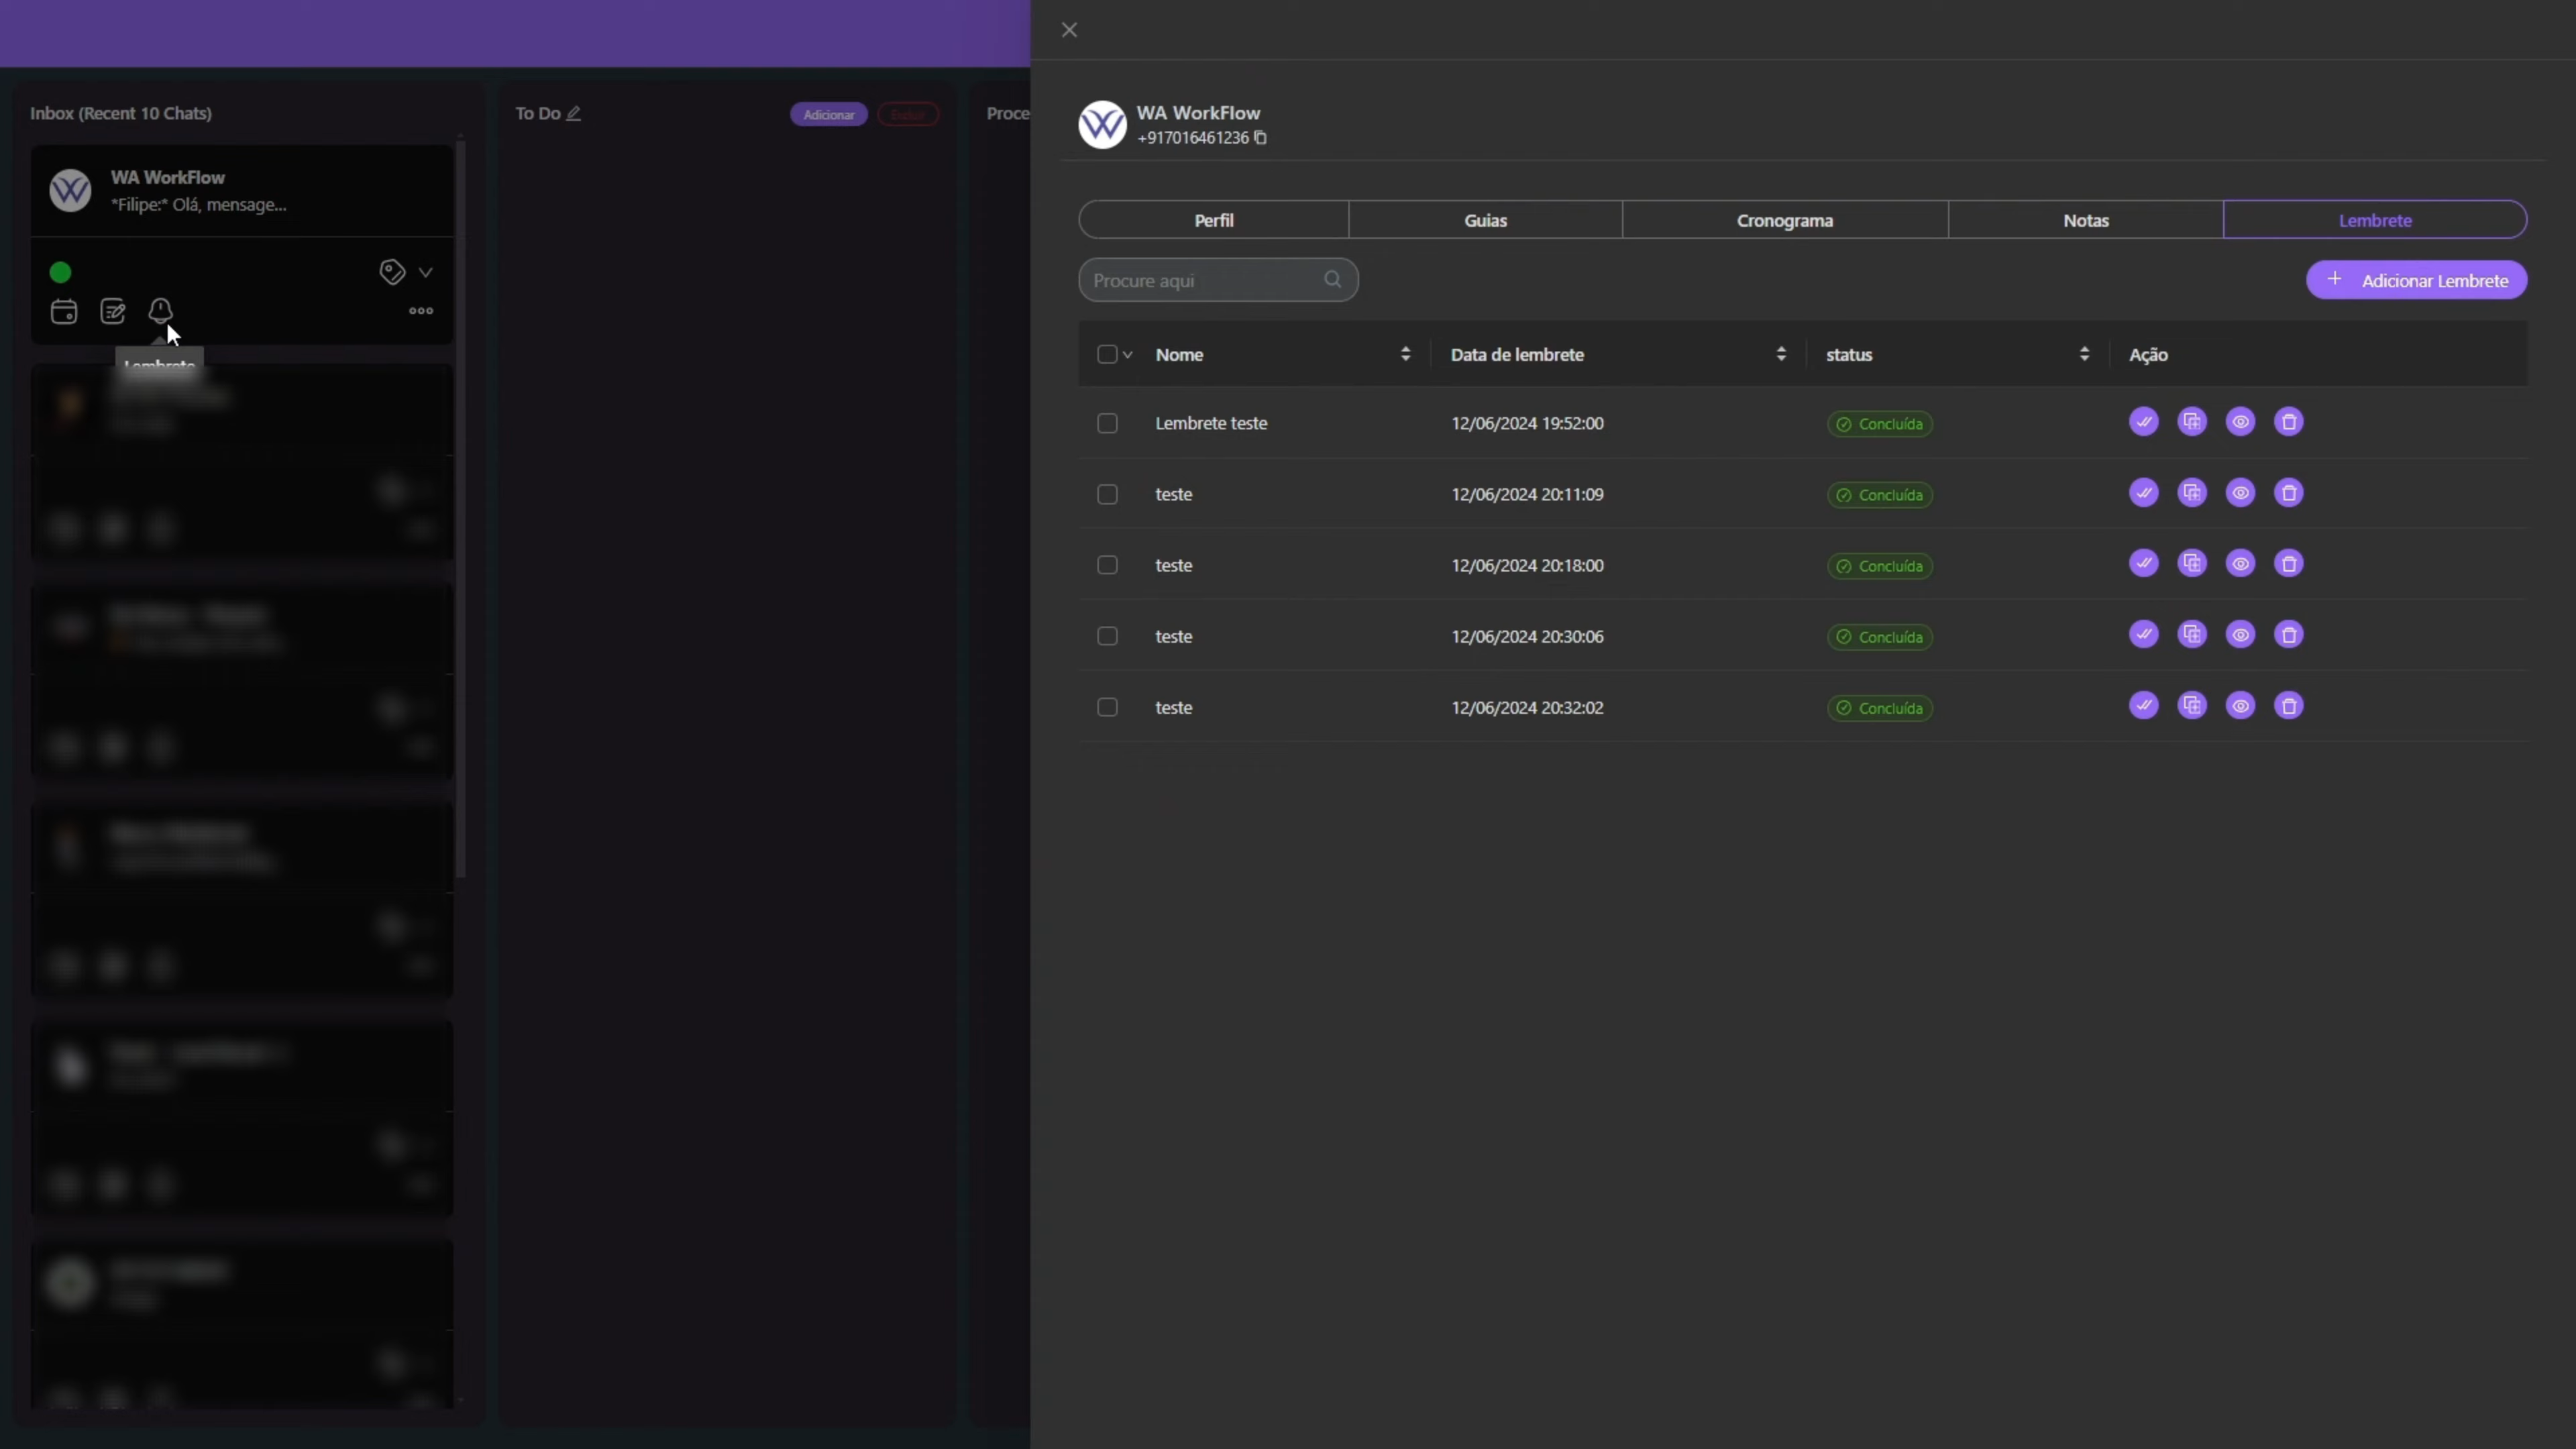 Inbox (Recent 10 Chats)
WA WorkFlow
*Filipe:* Olá, mensage...
Lembrete
To Do
Adicionar
Proce
WA WorkFlow
+917016461236
Perfil
Guias
Cronograma
Notas
Lembrete
Procure aqui
Adicionar Lembrete
Nome
Data de lembrete
status
Ação
Lembrete teste
12/06/2024 19:52:00
Concluída
teste
12/06/2024 20:11:09
Concluída
teste
12/06/2024 20:18:00
Concluída
teste
12/06/2024 20:30:06
Concluída
teste
12/06/2024 20:32:02
Concluída